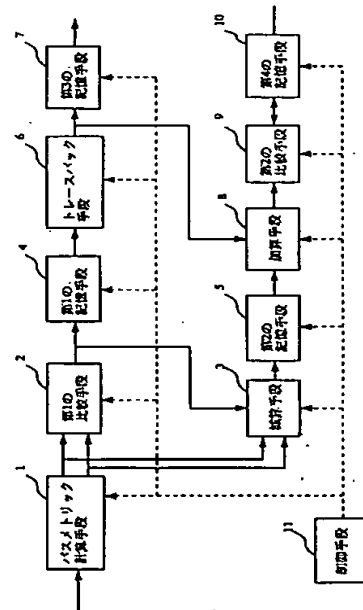 1
パスメトリック
計算手段
2
第1の
比較手段
4
第1の
記憶手段
6
トレースバック
手段
7
第3の
記憶手段
3
減算手段
5
第2の
記憶手段
8
加算手段
9
第2の
比較手段
10
第4の
記憶手段
11
制御手段